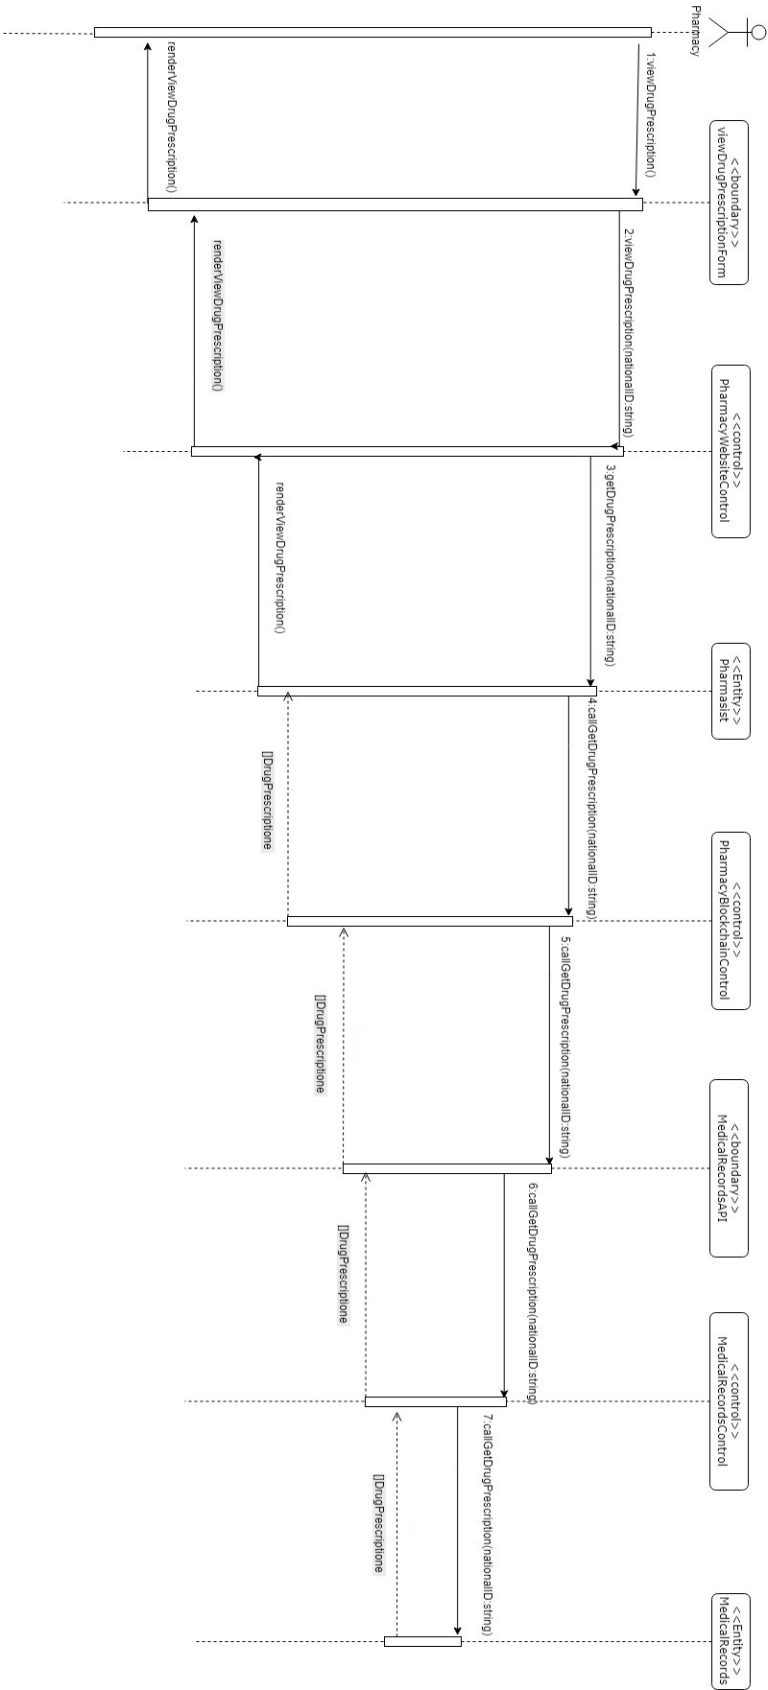 Pharmacy
<<boundary>>
viewDrugPrescriptionForm
<<control>>
PharmacyWebsiteControl
<<Entity>>
Pharmasist
<<control>>
PharmacyBlockchainControl
<<boundary>>
MedicalRecordsAPI
<<control>>
MedicalRecordsControl
<<Entity>>
MedicalRecords
1:viewDrugPrescription()
2:viewDrugPrescription(nationalID:string)
3:getDrugPrescription(nationalID:string)
4:callGetDrugPrescription(nationalID:string)
5:callGetDrugPrescription(nationalID:string)
6:callGetDrugPrescription(nationalID:string)
7:callGetDrugPrescription(nationalID:string)
[]DrugPrescriptione
[]DrugPrescriptione
[]DrugPrescriptione
[]DrugPrescriptione
renderViewDrugPrescription()
renderViewDrugPrescription()
renderViewDrugPrescription()